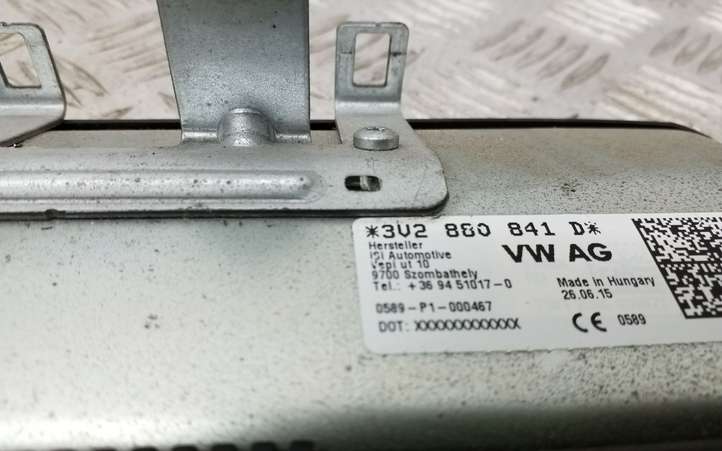 *3V2 880 841 D*
Hersteller
ISI Automotive
Vepi ut 10
9700 Szombathely
Tel.: +36 94 51017-0
VW AG
Made in Hungary
26.06.15
0589-P1-000467
DOT: XXXXXXXXXXXX
CE 0589